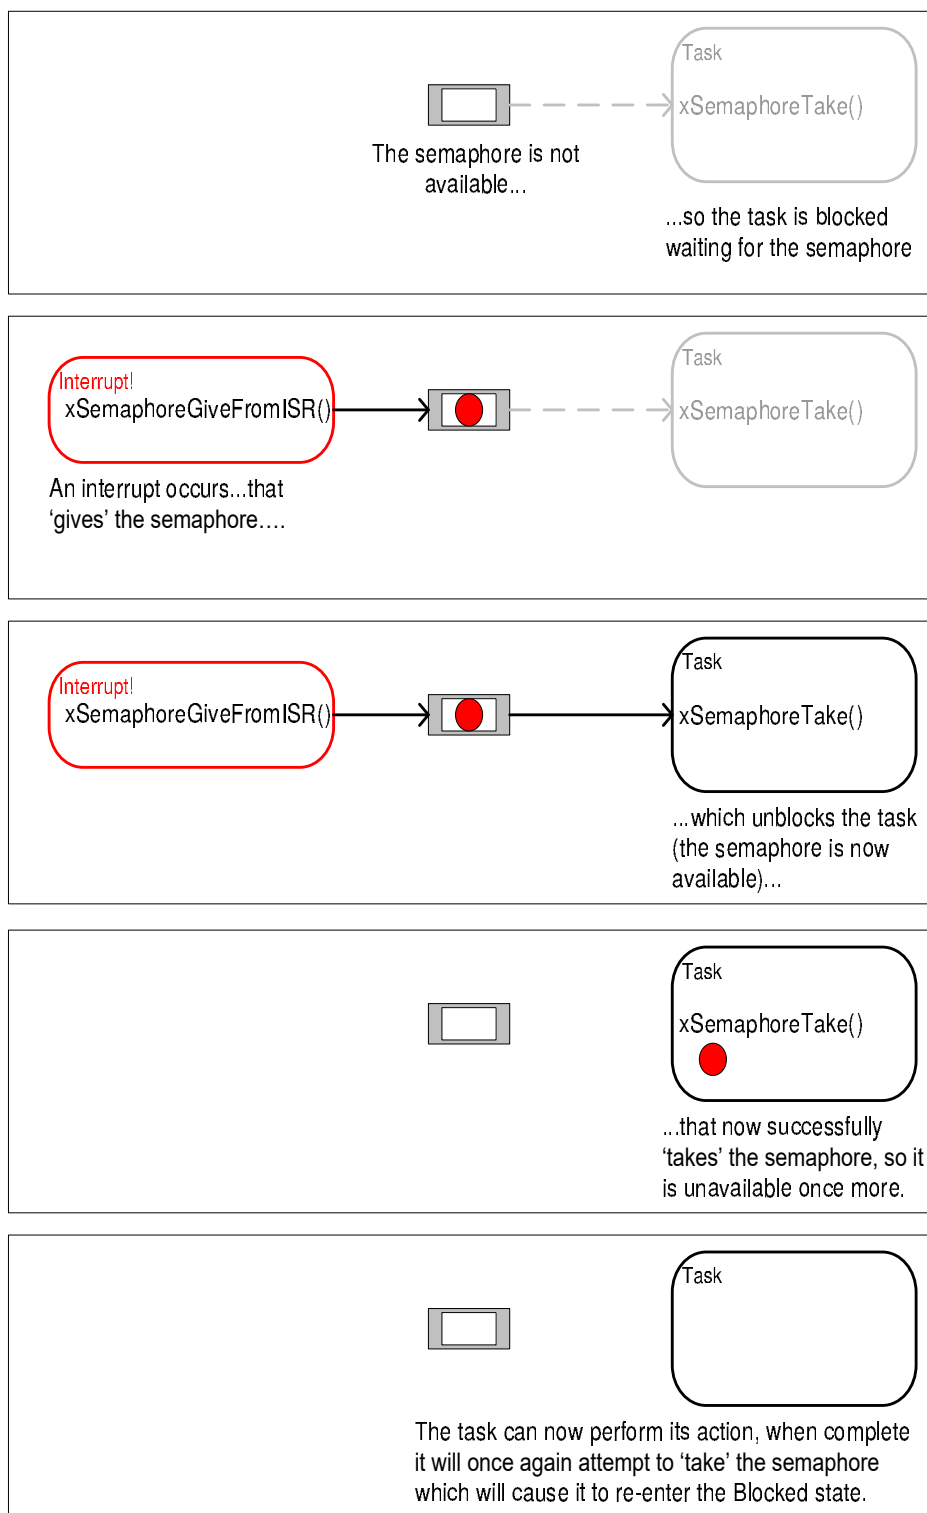 Task
xSemaphoreTake()
The semaphore is not
available...
...so the task is blocked
waiting for the semaphore
Interrupt!
xSemaphoreGiveFromISR()
Task
xSemaphoreTake()
An interrupt occurs...that
‘gives’ the semaphore….
Interrupt!
xSemaphoreGiveFromISR()
Task
xSemaphoreTake()
...which unblocks the task
(the semaphore is now
available)...
Task
xSemaphoreTake()
...that now successfully
‘takes’ the semaphore, so it
is unavailable once more.
Task
The task can now perform its action, when complete
it will once again attempt to ‘take’ the semaphore
which will cause it to re-enter the Blocked state.